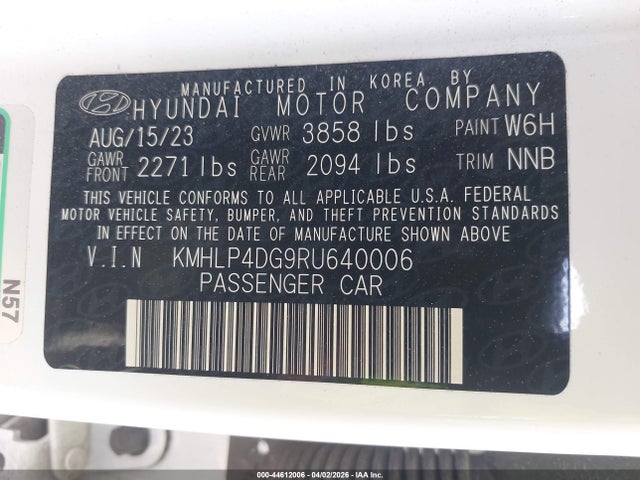 MANUFACTURED IN KOREA BY
HYUNDAI MOTOR COMPANY
AUG/15/23 GVWR 3858 lbs PAINT W6H
GAWR FRONT 2271 lbs GAWR REAR 2094 lbs TRIM NNB
THIS VEHICLE CONFORMS TO ALL APPLICABLE U.S.A. FEDERAL
MOTOR VEHICLE SAFETY, BUMPER, AND THEFT PREVENTION STANDARDS
IN EFFECT ON THE DATE OF MANUFACTURE SHOWN ABOVE
V.I.N KMHLP4DG9RU640006
PASSENGER CAR
N57
000-44612006 - 04/02/2026 - IAA Inc.